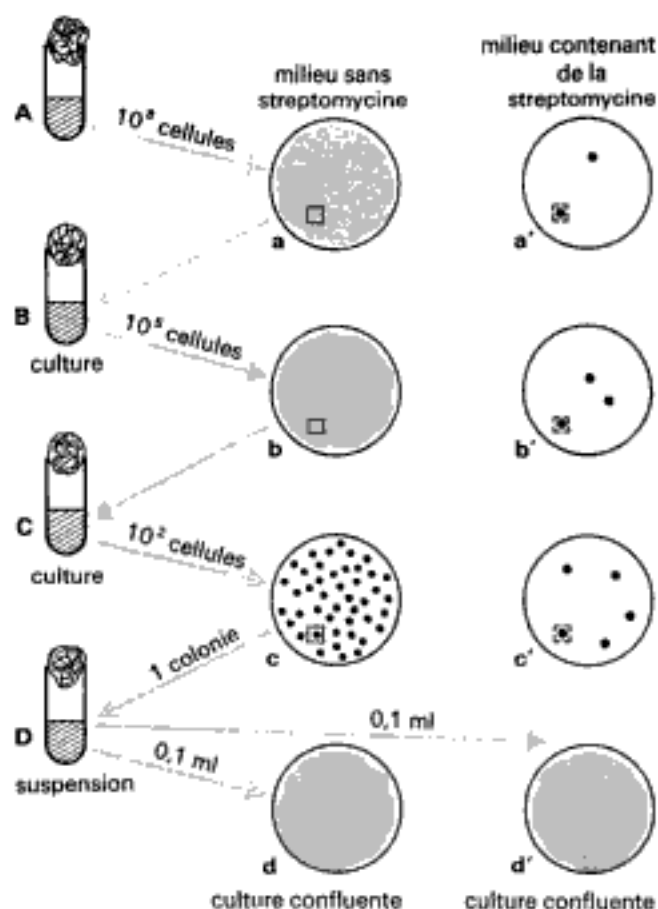 milieu sans
streptomycine
milieu contenant
de la
streptomycine
A
10⁸ cellules
a
a′
B
culture
10⁵ cellules
b
b′
C
culture
10² cellules
c
c′
1 colonie
D
suspension
0,1 ml
0,1 ml
d
d′
culture confluente
culture confluente